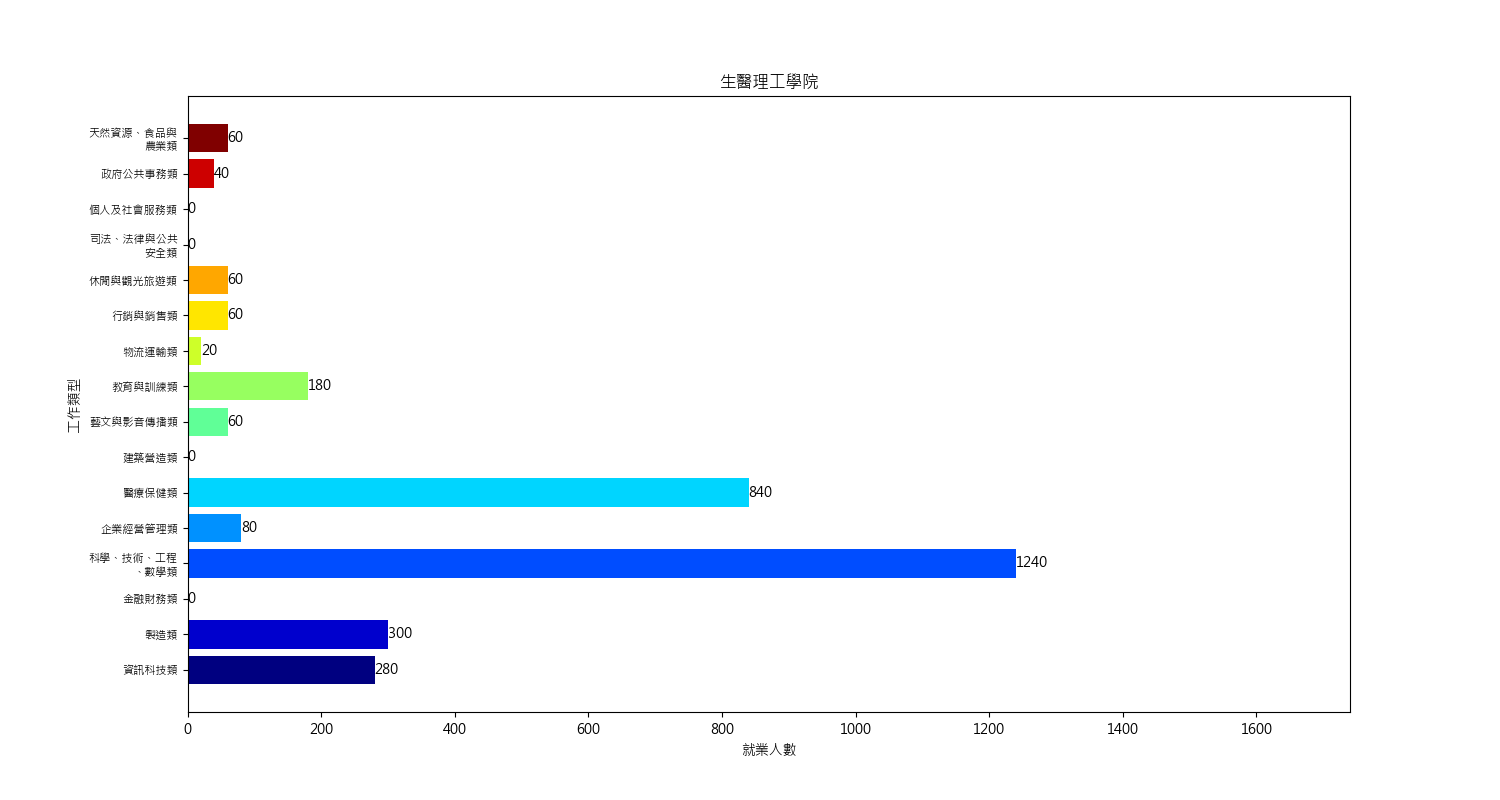 生醫理工學院
天然資源、食品與
農業類
60
政府公共事務類
40
個人及社會服務類
0
司法、法律與公共
安全類
0
休閒與觀光旅遊類
60
行銷與銷售類
60
物流運輸類
20
教育與訓練類
180
藝文與影音傳播類
60
建築營造類
0
醫療保健類
840
企業經營管理類
80
科學、技術、工程
、數學類
1240
金融財務類
0
製造類
300
資訊科技類
280
工作類型
0 200 400 600 800 1000 1200 1400 1600
就業人數